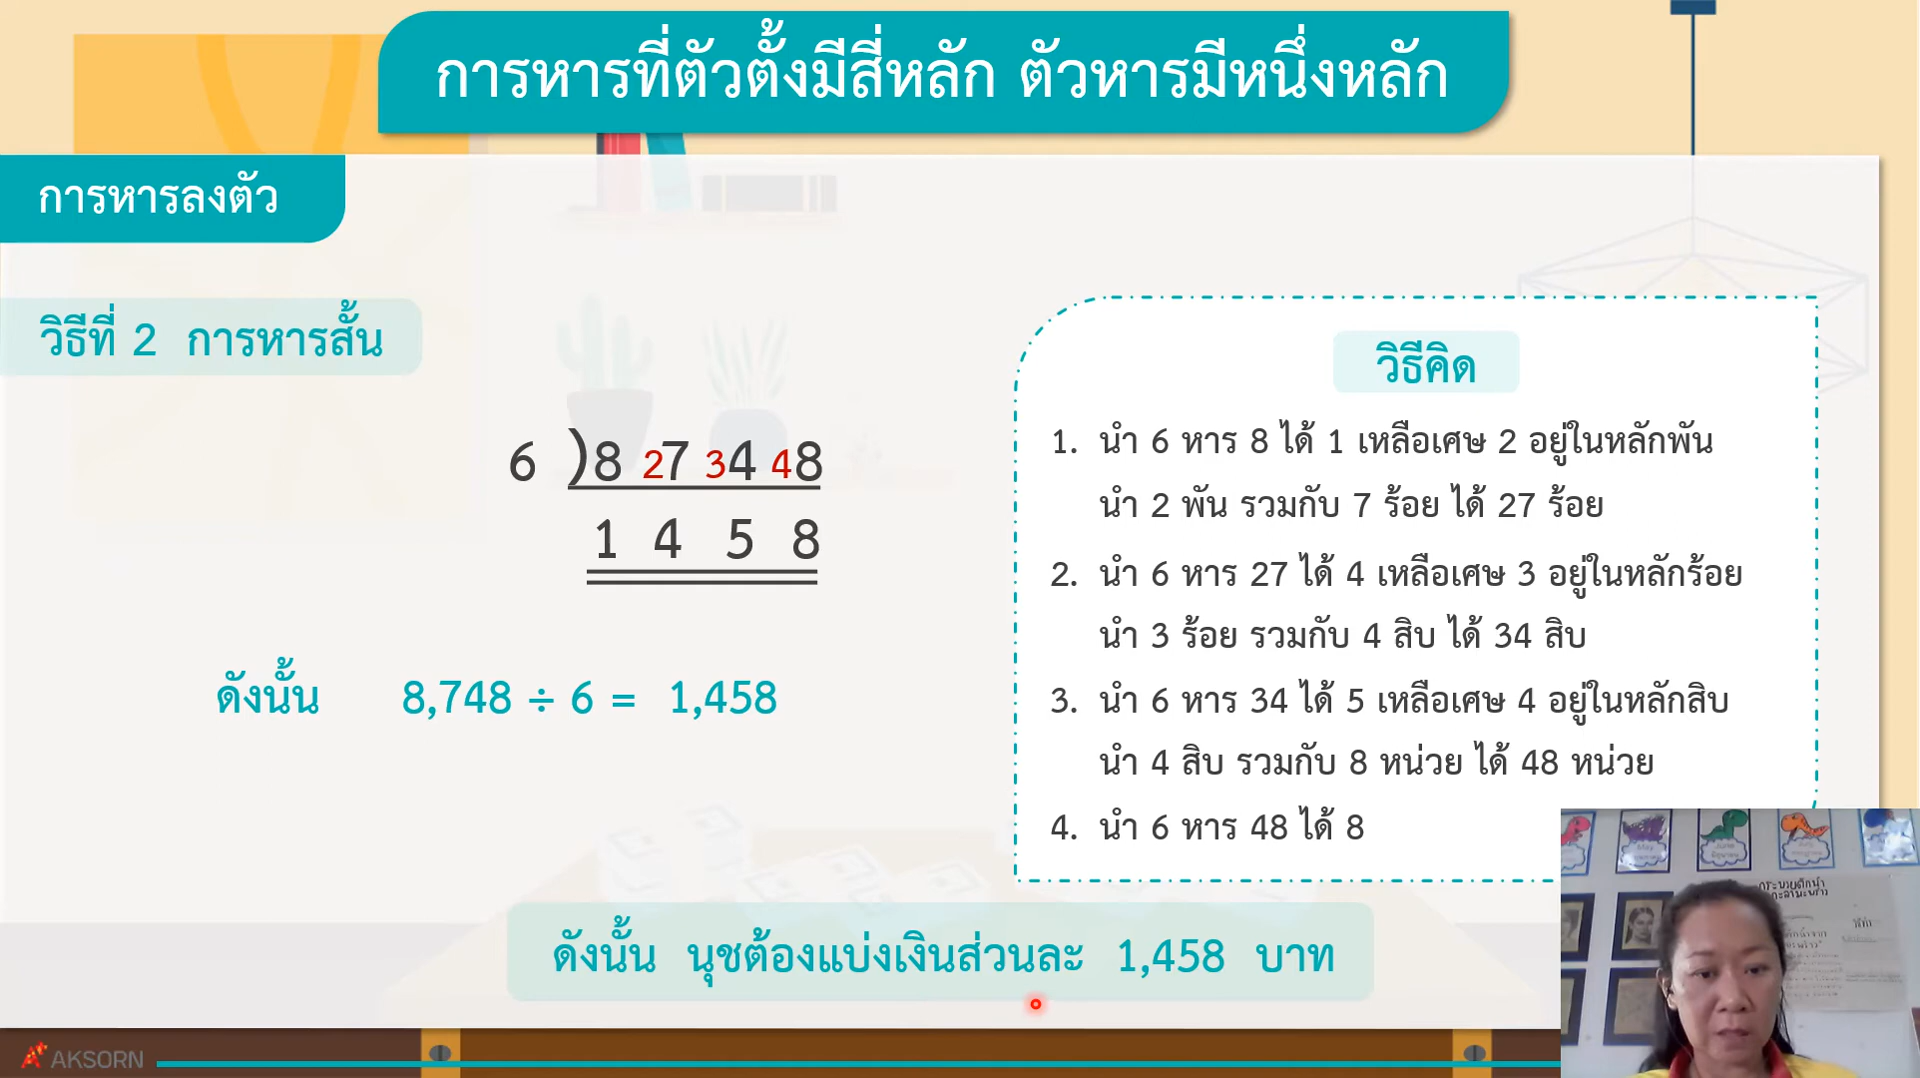 การหารที่ตัวตั้งมีสี่หลัก ตัวหารมีหนึ่งหลัก
การหารลงตัว
วิธีที่ 2 การหารสั้น
6 )8 27 34 48
1 4 5 8
ดังนั้น 8,748 ÷ 6 = 1,458
วิธีคิด
1. นำ 6 หาร 8 ได้ 1 เหลือเศษ 2 อยู่ในหลักพัน
นำ 2 พัน รวมกับ 7 ร้อย ได้ 27 ร้อย
2. นำ 6 หาร 27 ได้ 4 เหลือเศษ 3 อยู่ในหลักร้อย
นำ 3 ร้อย รวมกับ 4 สิบ ได้ 34 สิบ
3. นำ 6 หาร 34 ได้ 5 เหลือเศษ 4 อยู่ในหลักสิบ
นำ 4 สิบ รวมกับ 8 หน่วย ได้ 48 หน่วย
4. นำ 6 หาร 48 ได้ 8
ดังนั้น นุชต้องแบ่งเงินส่วนละ 1,458 บาท
AKSORN